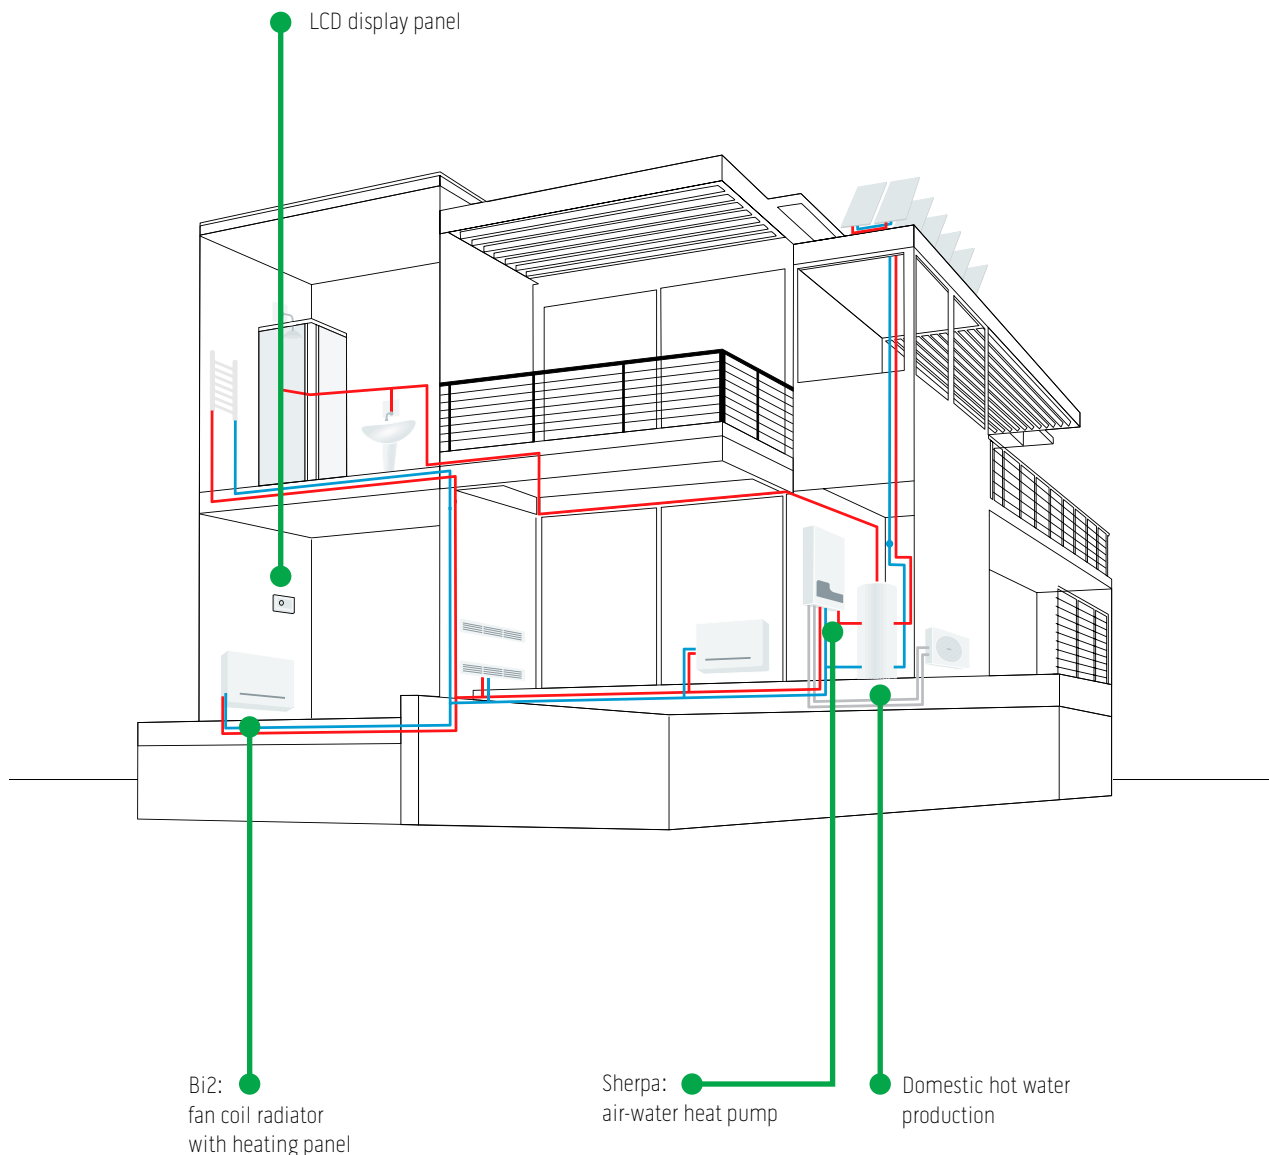 LCD display panel
Bi2:
fan coil radiator
with heating panel
Sherpa:
air-water heat pump
Domestic hot water
production